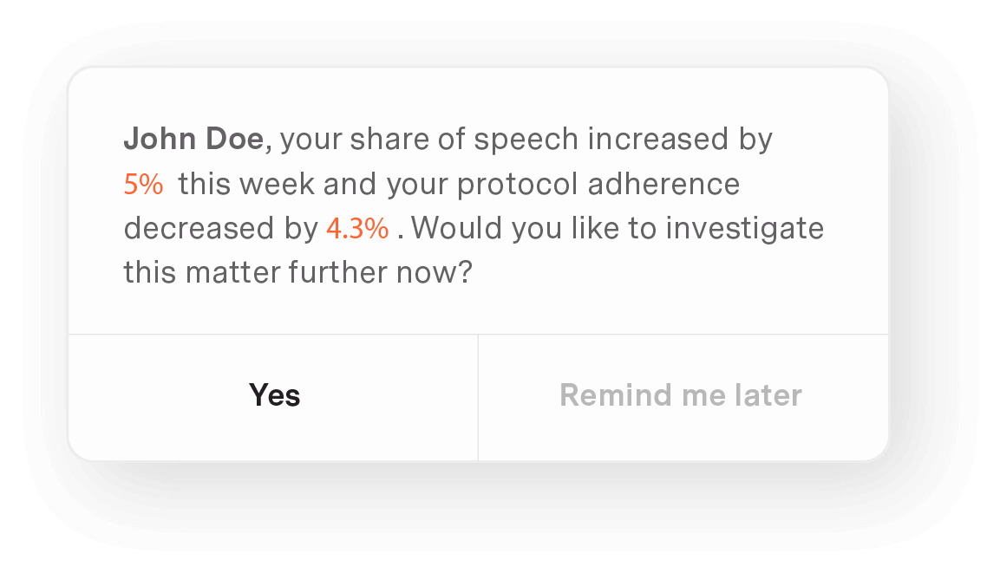 John Doe, your share of speech increased by
5% this week and your protocol adherence
decreased by 4.3% . Would you like to investigate
this matter further now?
Yes
Remind me later